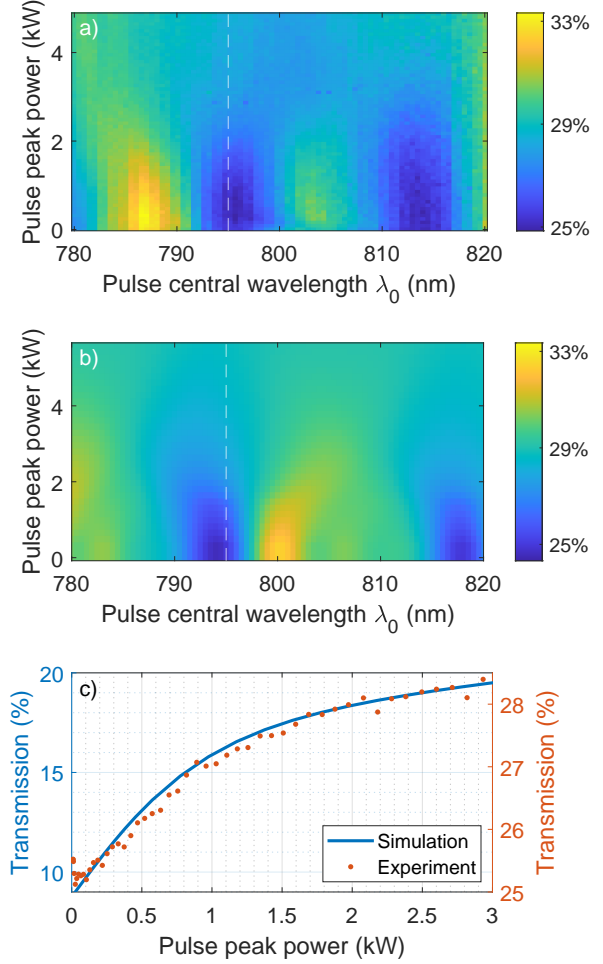 a)
Pulse peak power (kW)
4
2
0
780 790 800 810 820
Pulse central wavelength λ0 (nm)
33%
29%
25%
b)
Pulse peak power (kW)
4
2
0
780 790 800 810 820
Pulse central wavelength λ0 (nm)
33%
29%
25%
c)
Transmission (%)
20
15
10
Transmission (%)
28
27
26
25
Simulation
Experiment
0 0.5 1 1.5 2 2.5 3
Pulse peak power (kW)